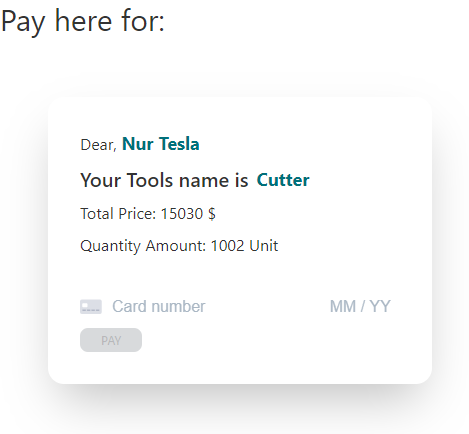 Pay here for:
Dear, Nur Tesla
Your Tools name is Cutter
Total Price: 15030 $
Quantity Amount: 1002 Unit
Card number MM / YY
PAY